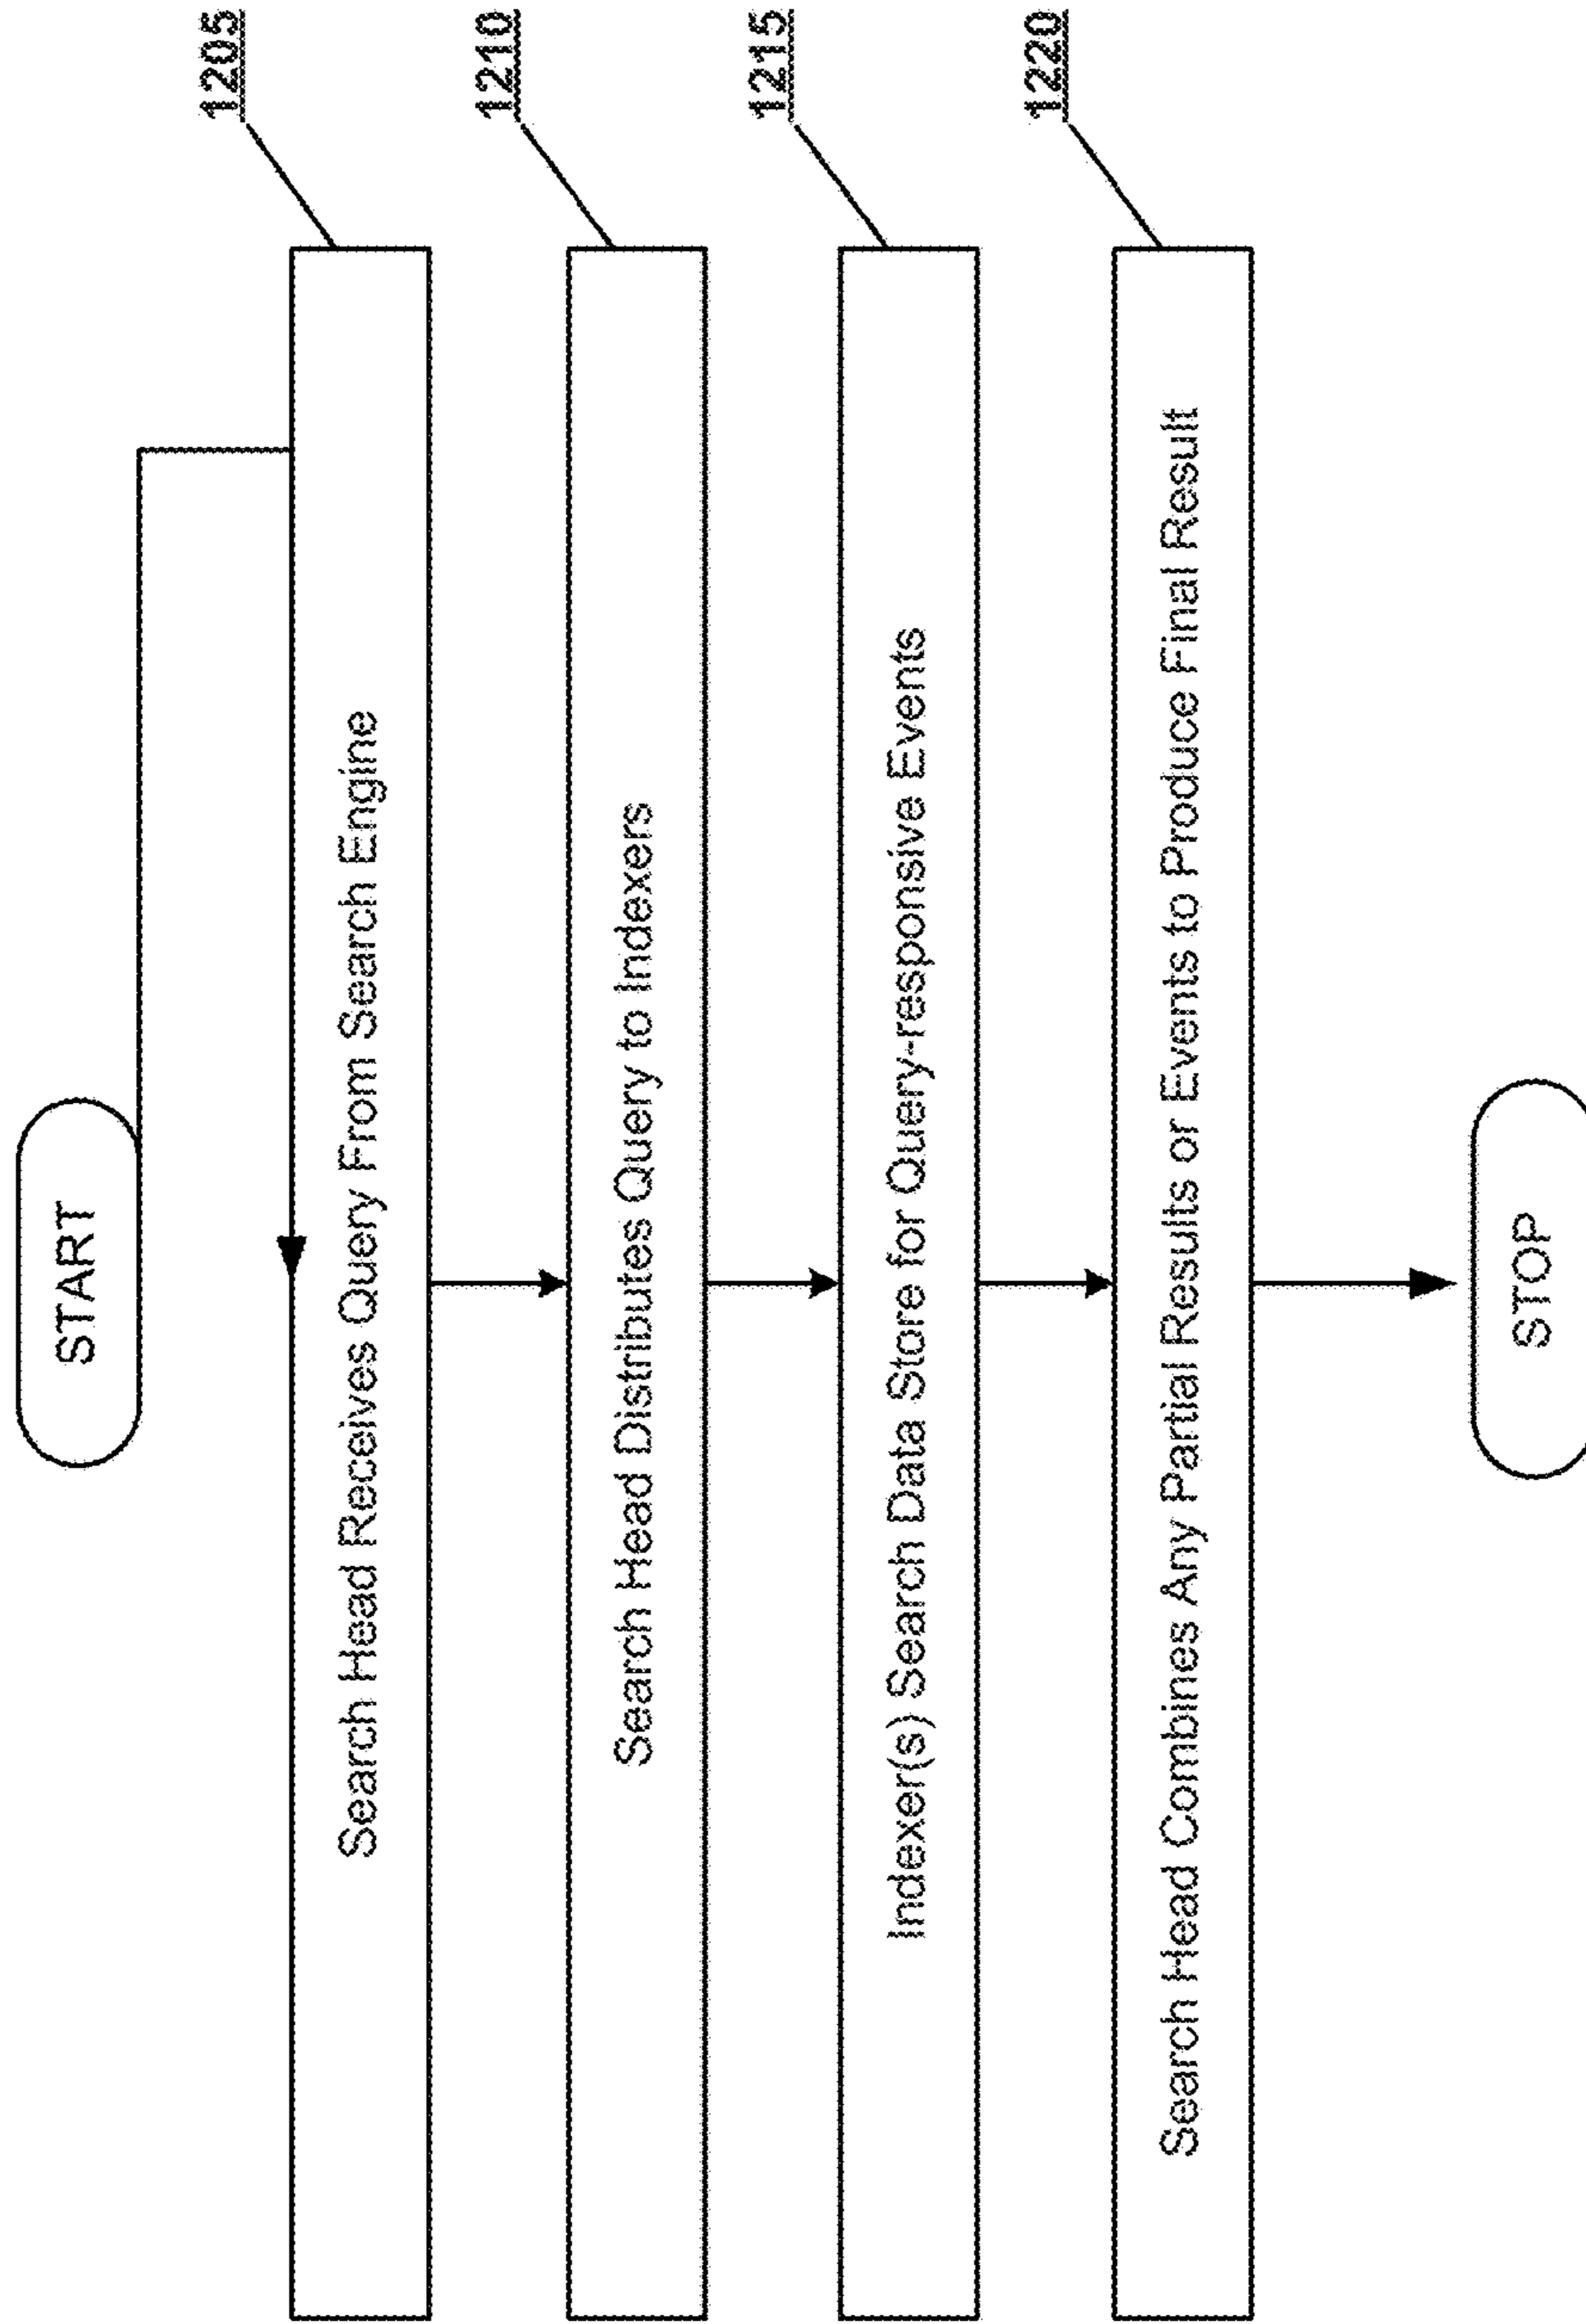 START
1205
Search Head Receives Query From Search Engine
1210
Search Head Distributes Query to Indexers
1215
Indexer(s) Search Data Store for Query-responsive Events
1220
Search Head Combines Any Partial Results or Events to Produce Final Result
STOP